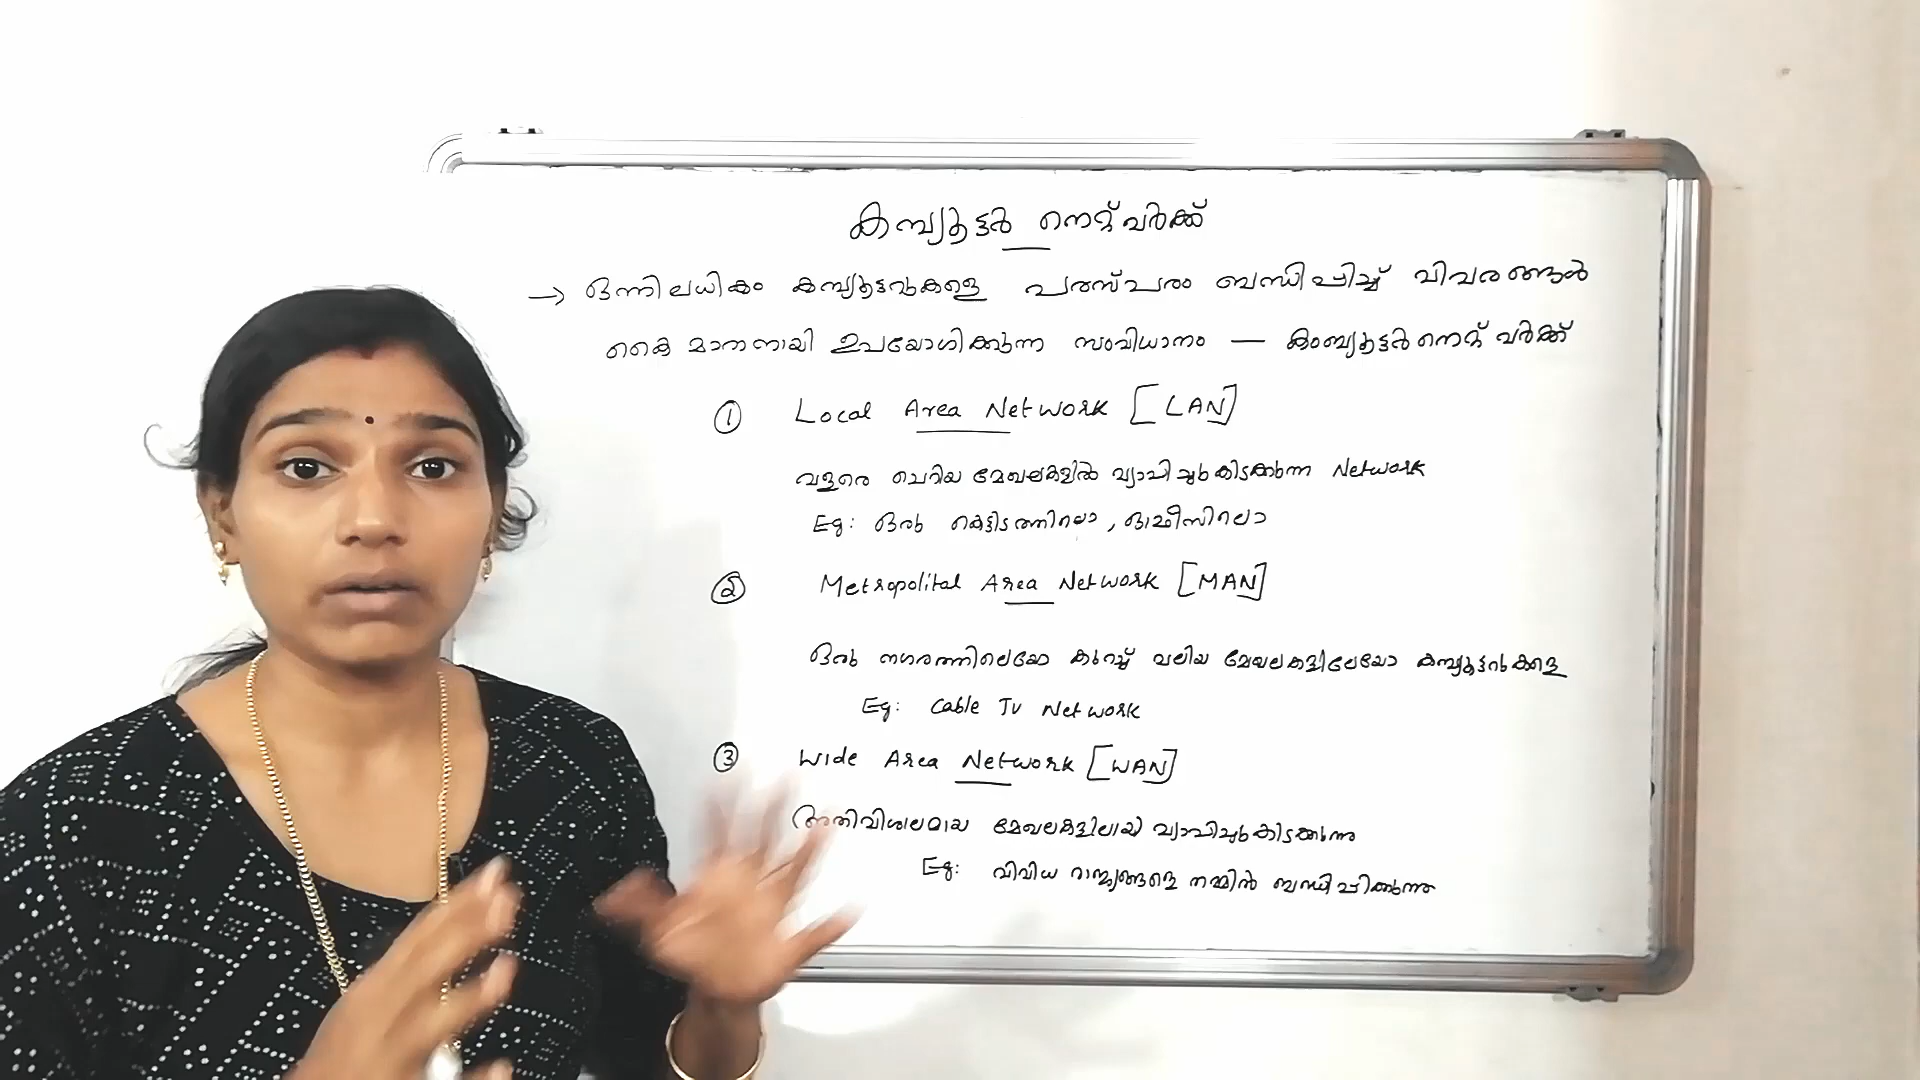 കമ്പ്യൂട്ടർ നെറ്റ് വർക്ക്
→ ഒന്നിലധികം കമ്പ്യൂട്ടറുകളെ പരസ്പരം ബന്ധിപ്പിച്ച് വിവരങ്ങൾ
കൈമാറാനായി ഉപയോഗിക്കുന്ന സംവിധാനം — കംബ്യൂട്ടർ നെറ്റ് വർക്ക്
① Local Area Network [LAN]
വളരെ ചെറിയ മേഖലകളിൽ വ്യാപിച്ചുകിടക്കുന്ന Network
Eg: ഒരു കെട്ടിടത്തിലൊ, ഓഫീസിലൊ
② Metropolital Area Network [MAN]
ഒരു നഗരത്തിലെയോ കുറച്ച് വലിയ മേഖലകളിലേയോ കമ്പ്യൂട്ടറുകളെ
Eg: Cable Tv Network
③ Wide Area Network [WAN]
അതിവിശാലമായ മേഖലകളിലായി വ്യാപിച്ചുകിടക്കുന്നു
Eg: വിവിധ രാജ്യങ്ങളെ തമ്മിൽ ബന്ധിപ്പിക്കുന്നു